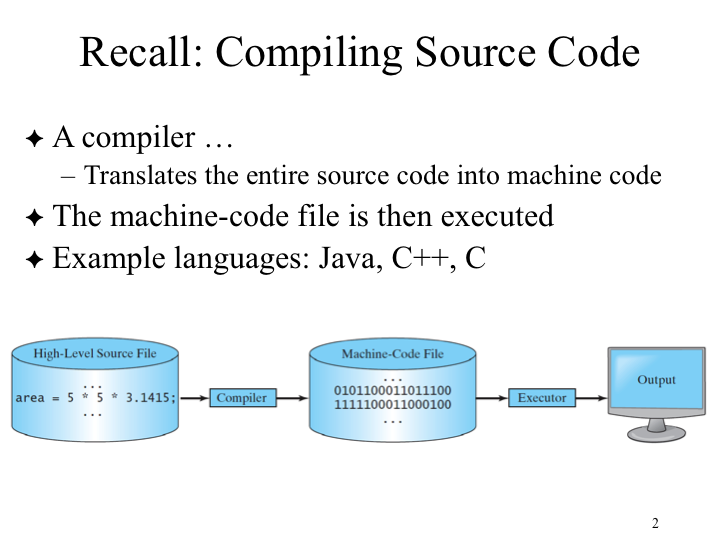 Recall: Compiling Source Code
✦ A compiler …
– Translates the entire source code into machine code
✦ The machine-code file is then executed
✦ Example languages: Java, C++, C
High-Level Source File
...
area = 5 * 5 * 3.1415;
...
Compiler
Machine-Code File
...
0101100011011100
1111100011000100
...
Executor
Output
2